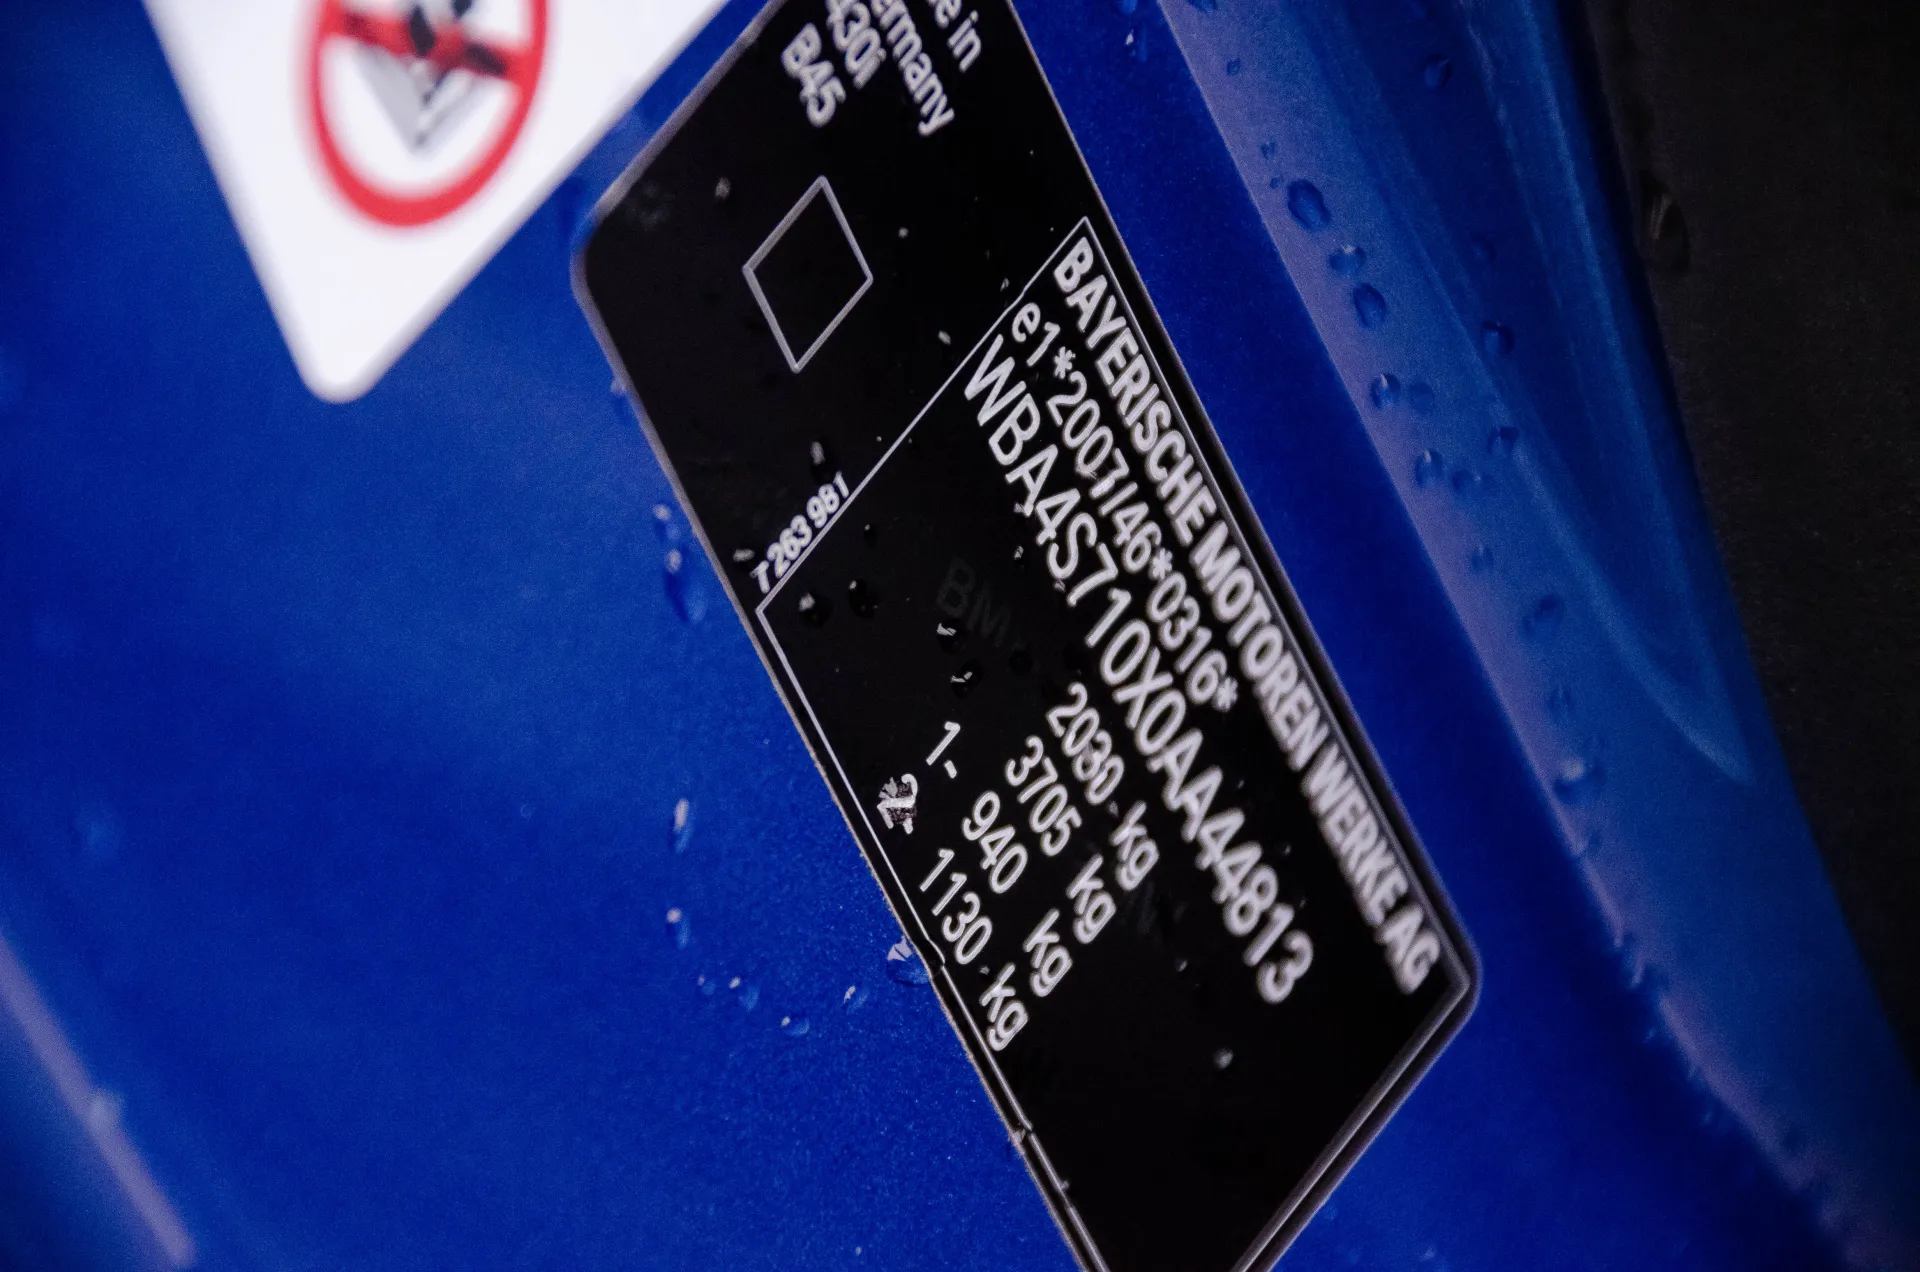 BAYERISCHE MOTOREN WERKE AG
e1*2007/46*0316*
WBA4S710X0AA44813
2030 kg
3705 kg
1- 940 kg
2- 1130 kg
7 263 981
in
430i
B45